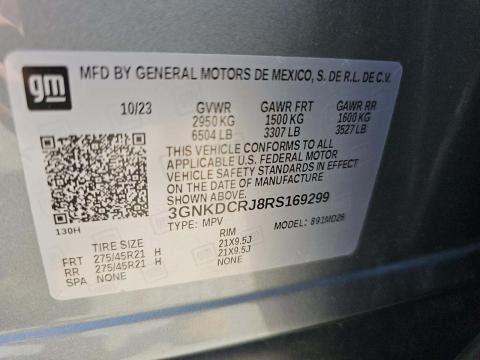 gm
MFD BY GENERAL MOTORS DE MEXICO, S. DE R.L. DE C.V.
10/23 GVWR GAWR FRT GAWR RR
2950 KG 1500 KG 1600 KG
6504 LB 3307 LB 3527 LB
THIS VEHICLE CONFORMS TO ALL
APPLICABLE U.S. FEDERAL MOTOR
VEHICLE SAFETY STANDARDS IN EFFECT
ON THE DATE OF MANUFACTURE
SHOWN ABOVE.
3GNKDCRJ8RS169299
TYPE: MPV MODEL:
130H
TIRE SIZE RIM
FRT 275/45R21 H 21X9.5J
RR 275/45R21 H 21X9.5J
SPA NONE NONE